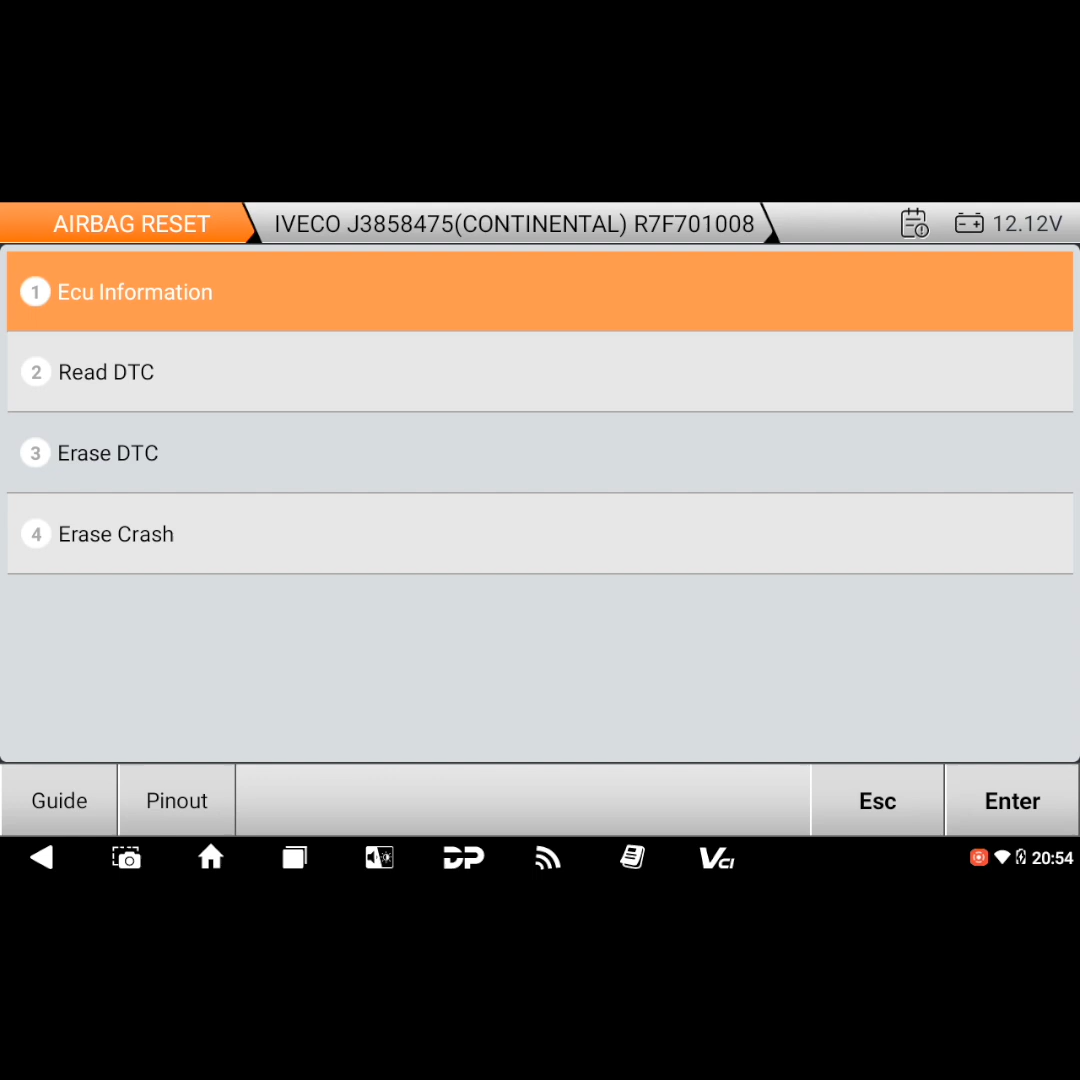 AIRBAG RESET
IVECO J3858475(CONTINENTAL) R7F701008
12.12V
1 Ecu Information
2 Read DTC
3 Erase DTC
4 Erase Crash
Guide
Pinout
Esc
Enter
DP
VCI
20:54